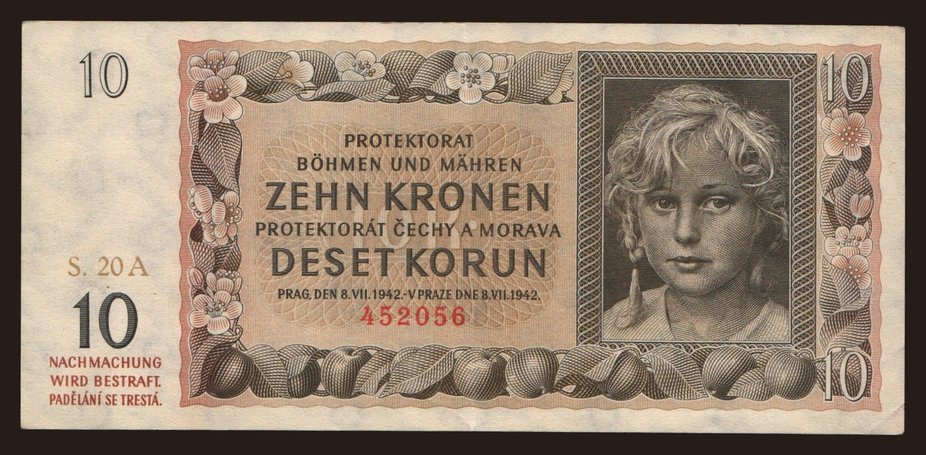 10
PROTEKTORAT
BÖHMEN UND MÄHREN
ZEHN KRONEN
PROTEKTORÁT ČECHY A MORAVA
DESET KORUN
PRAG, DEN 8.VII.1942.-V PRAZE DNE 8.VII.1942.
452056
S. 20 A
10
NACHMACHUNG
WIRD BESTRAFT.
PADĚLÁNÍ SE TRESTÁ.
10
10